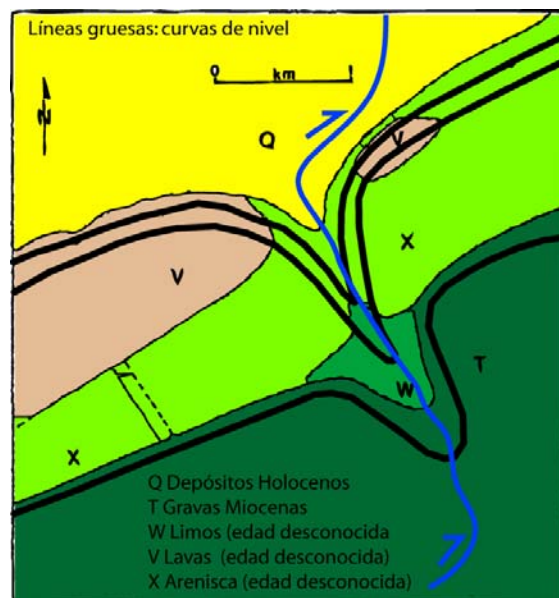 Líneas gruesas: curvas de nivel
0 1
km
N
Q
V
X
V
T
W
X
Q Depósitos Holocenos
T Gravas Miocenas
W Limos (edad desconocida
V Lavas (edad desconocida)
X Arenisca (edad desconocida)